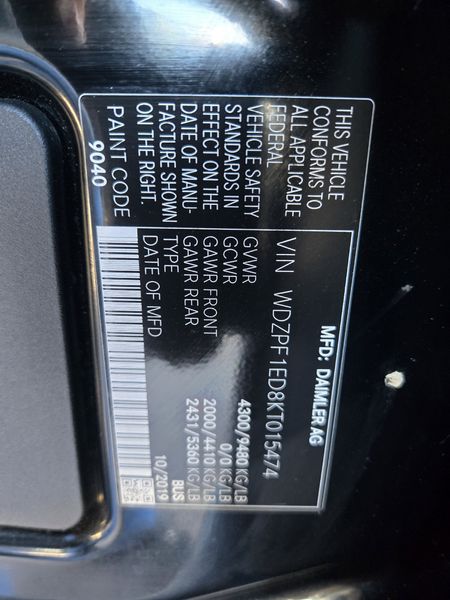 THIS VEHICLE
CONFORMS TO
ALL APPLICABLE
FEDERAL
VEHICLE SAFETY
STANDARDS IN
EFFECT ON THE
DATE OF MANU-
FACTURE SHOWN
ON THE RIGHT.
PAINT CODE
9040
MFD: DAIMLER AG
VIN WDZPF1ED8KT015474
GVWR 4300/9480 KG/LB
GCWR 0/0 KG/LB
GAWR FRONT 2000/4410 KG/LB
GAWR REAR 2431/5360 KG/LB
TYPE BUS
DATE OF MFD 10/2019